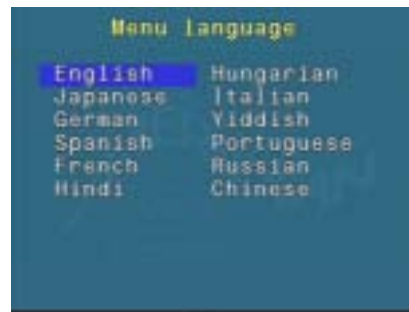 Menu language
English
Japanese
German
Spanish
French
Hindi
Hungarian
Italian
Yiddish
Portuguese
Russian
Chinese